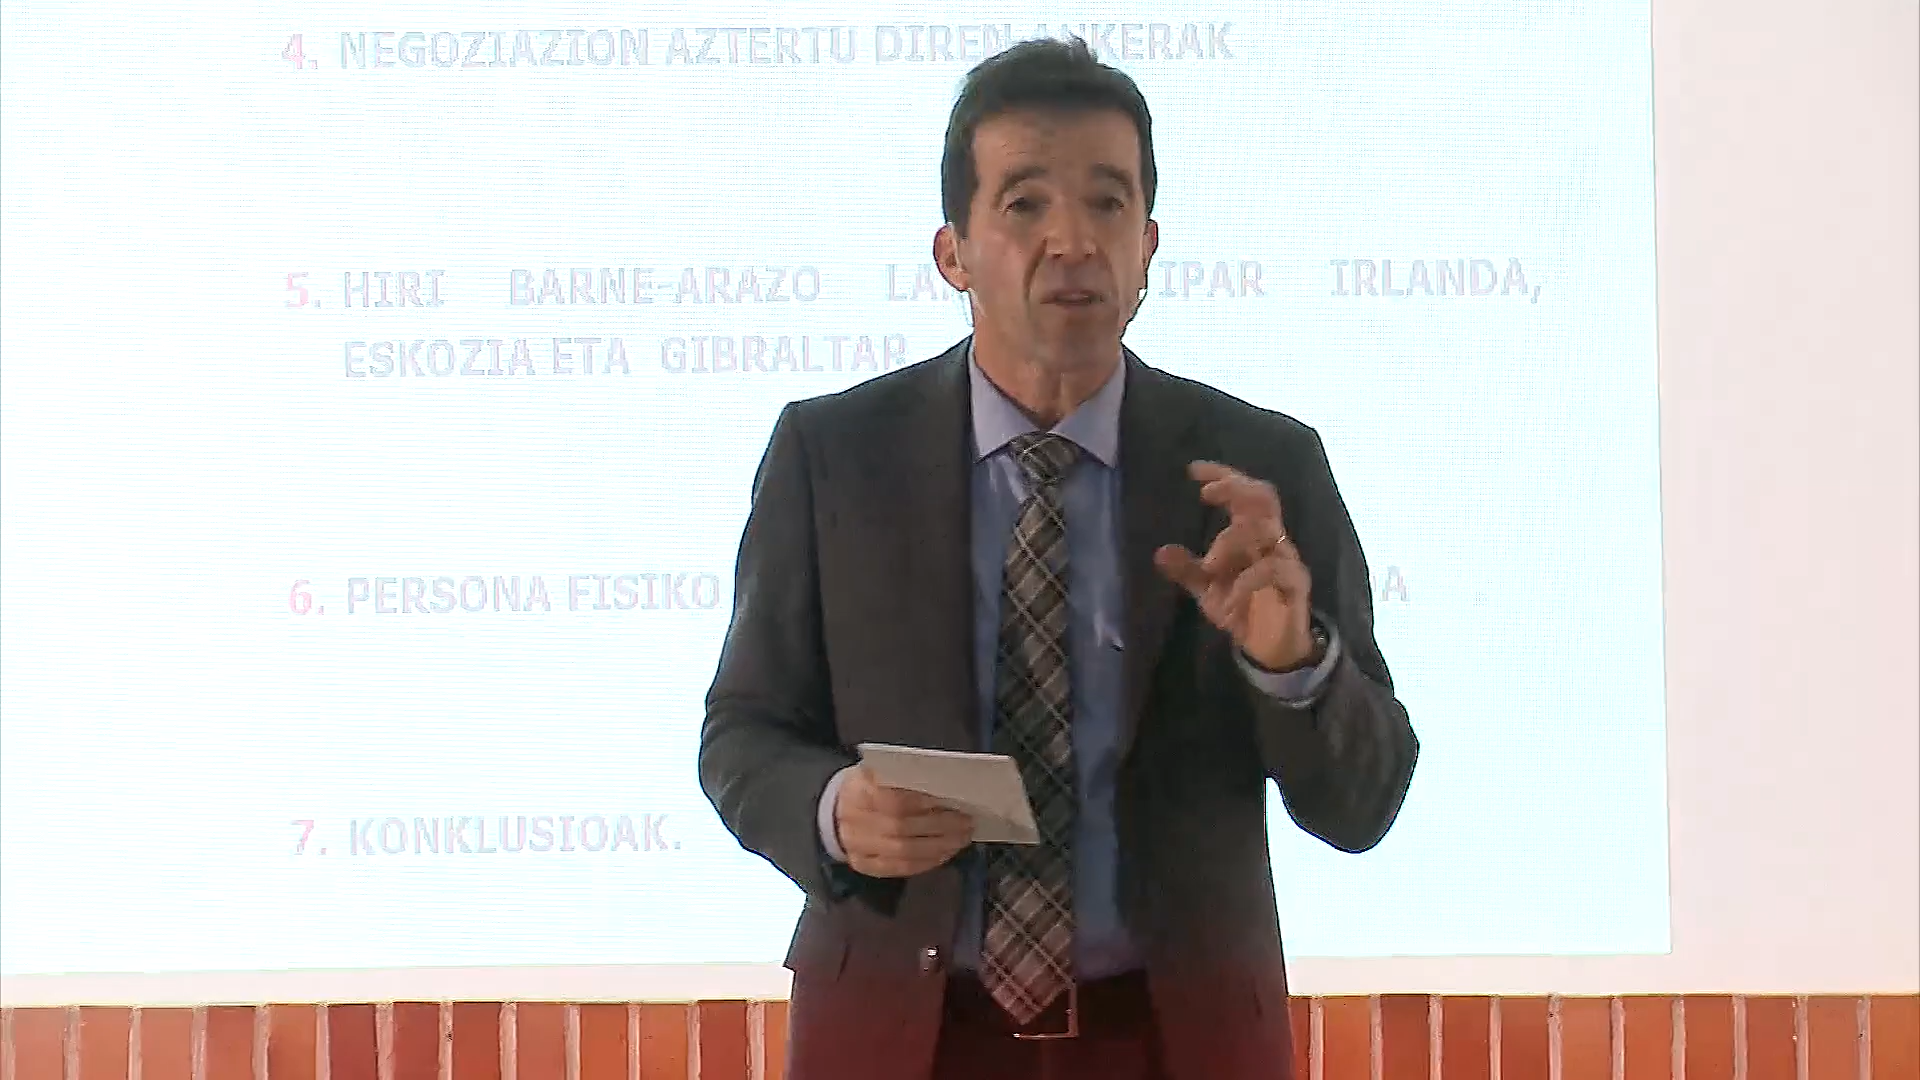 4. NEGOZIAZION AZTERTU DIREN
5. HIRI BARNE-ARAZO IPAR IRLANDA,
ESKOZIA ETA GIBRALTAR
6. PERSONA FISIKO
7. KONKLUSIOAK.